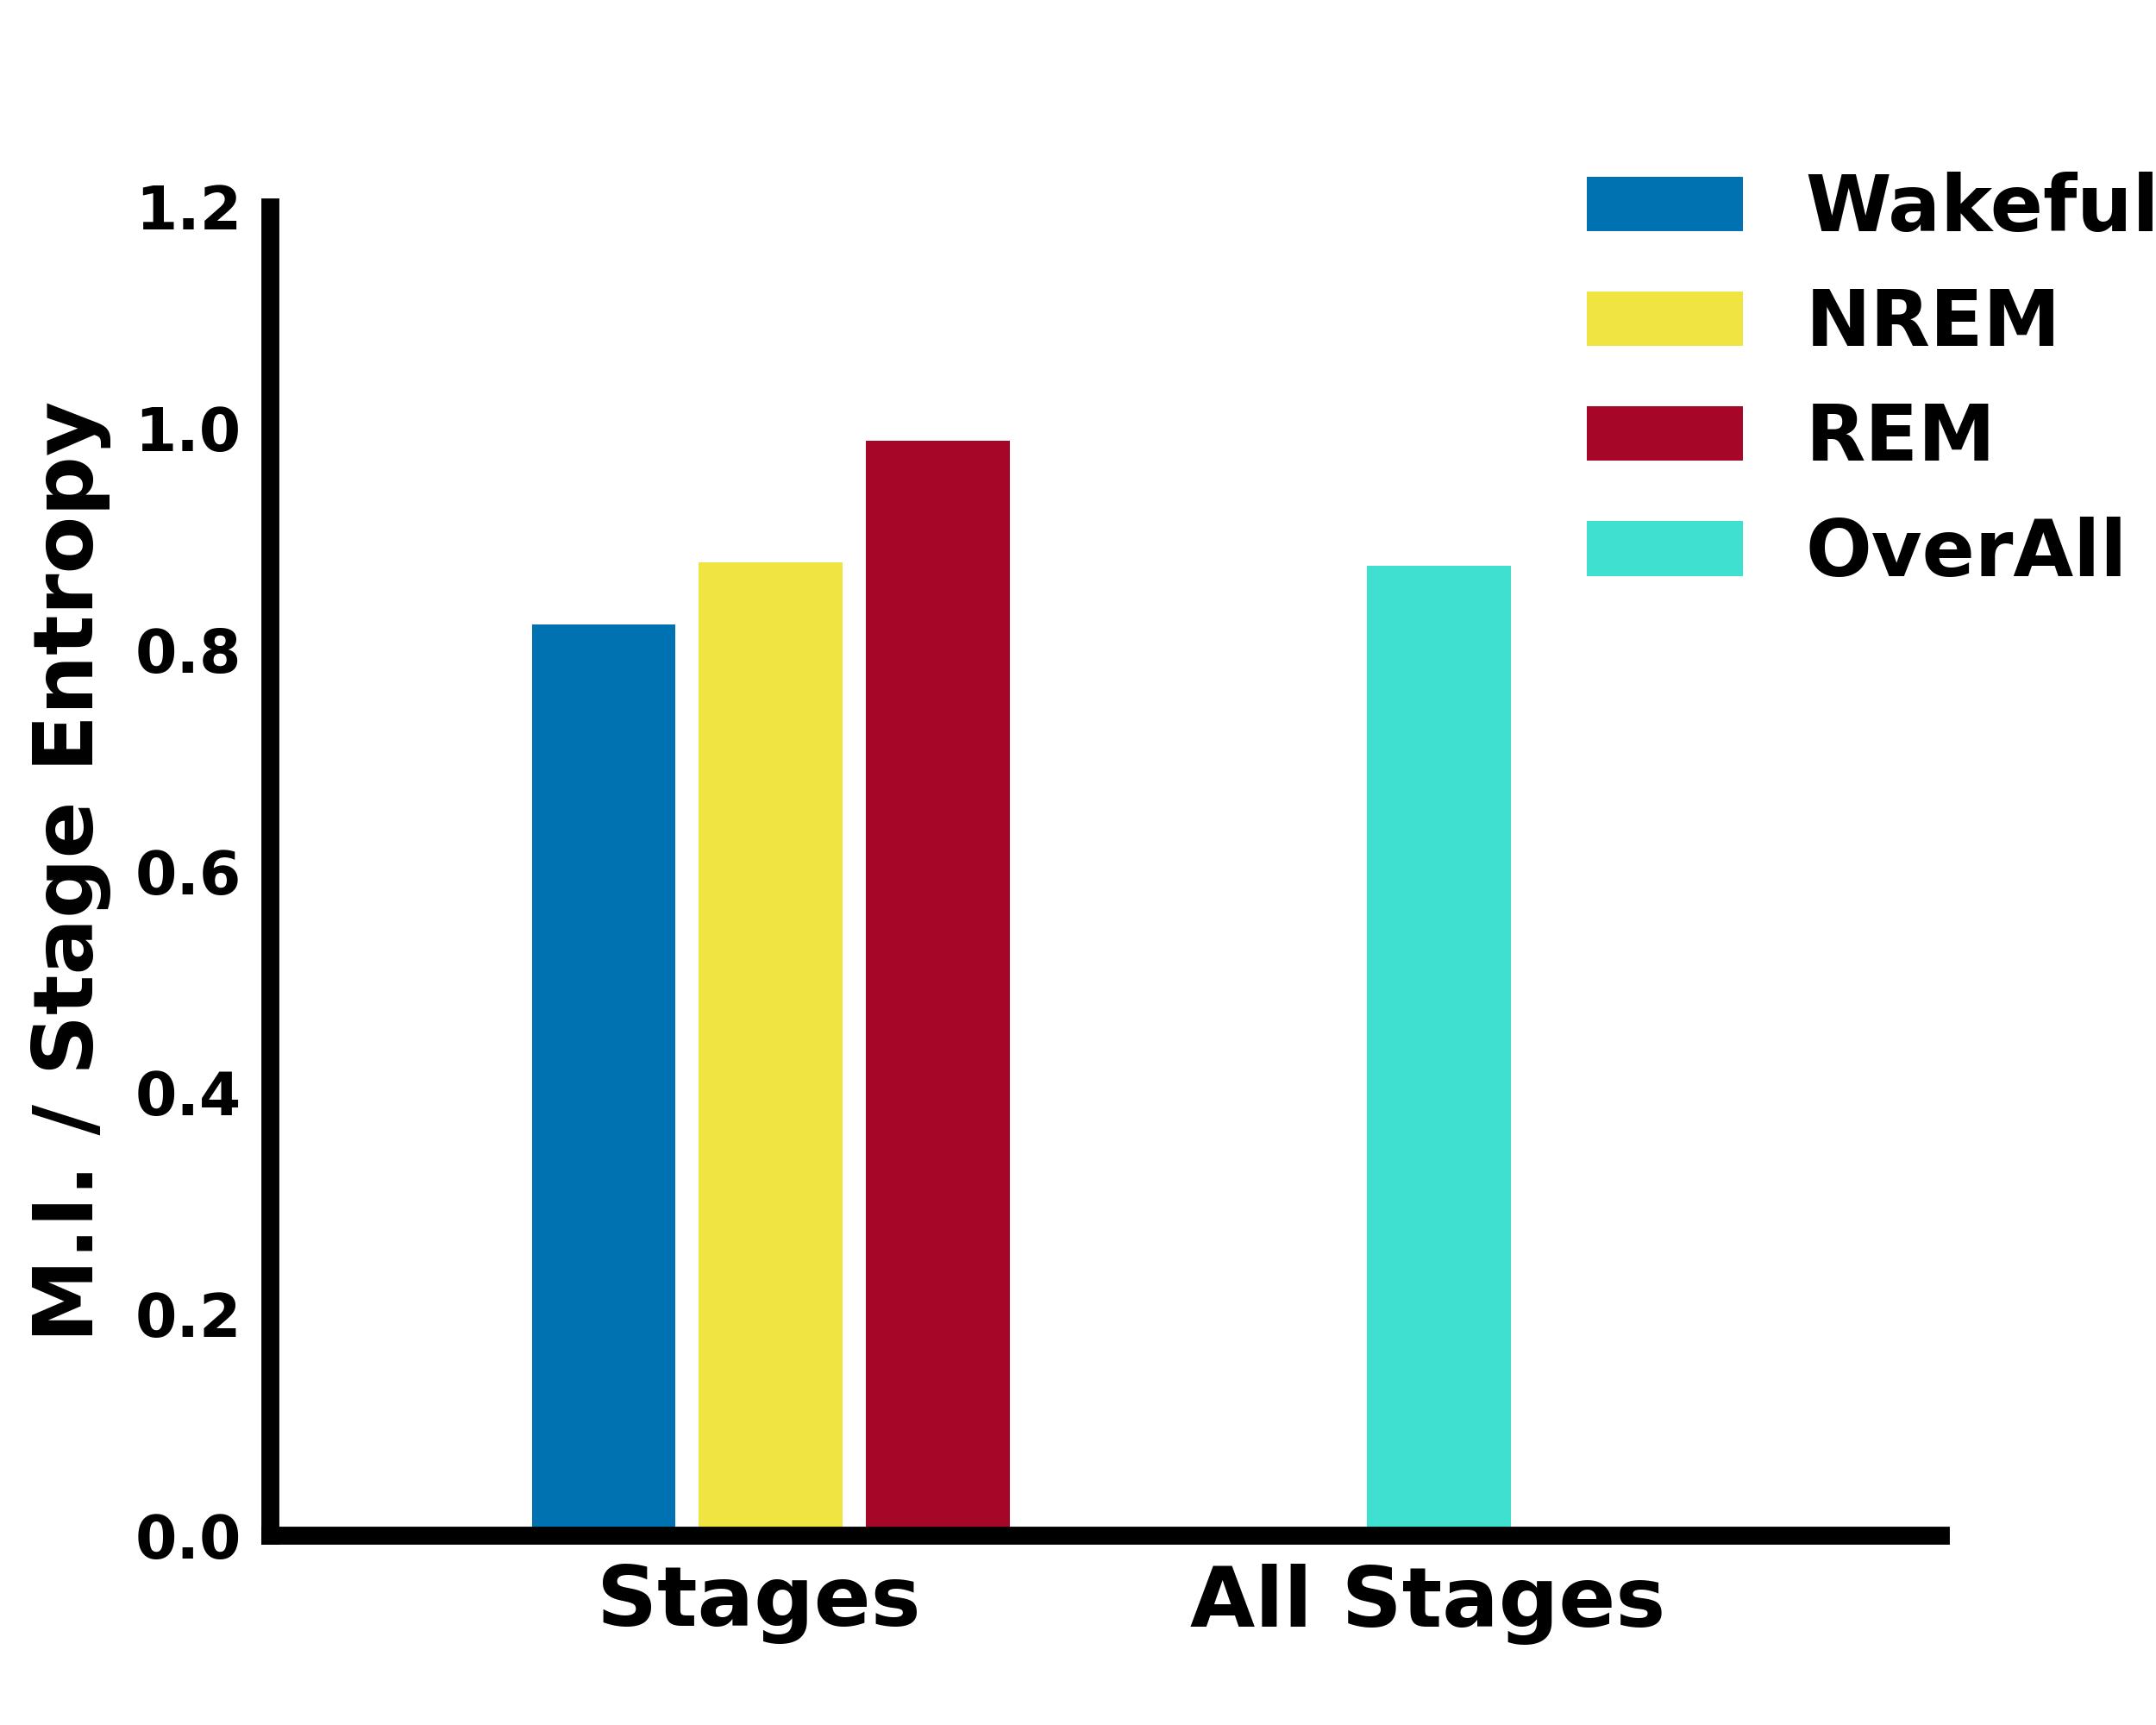 M.I. / Stage Entropy
1.2
1.0
0.8
0.6
0.4
0.2
0.0
Stages
All Stages
Wakeful
NREM
REM
OverAll